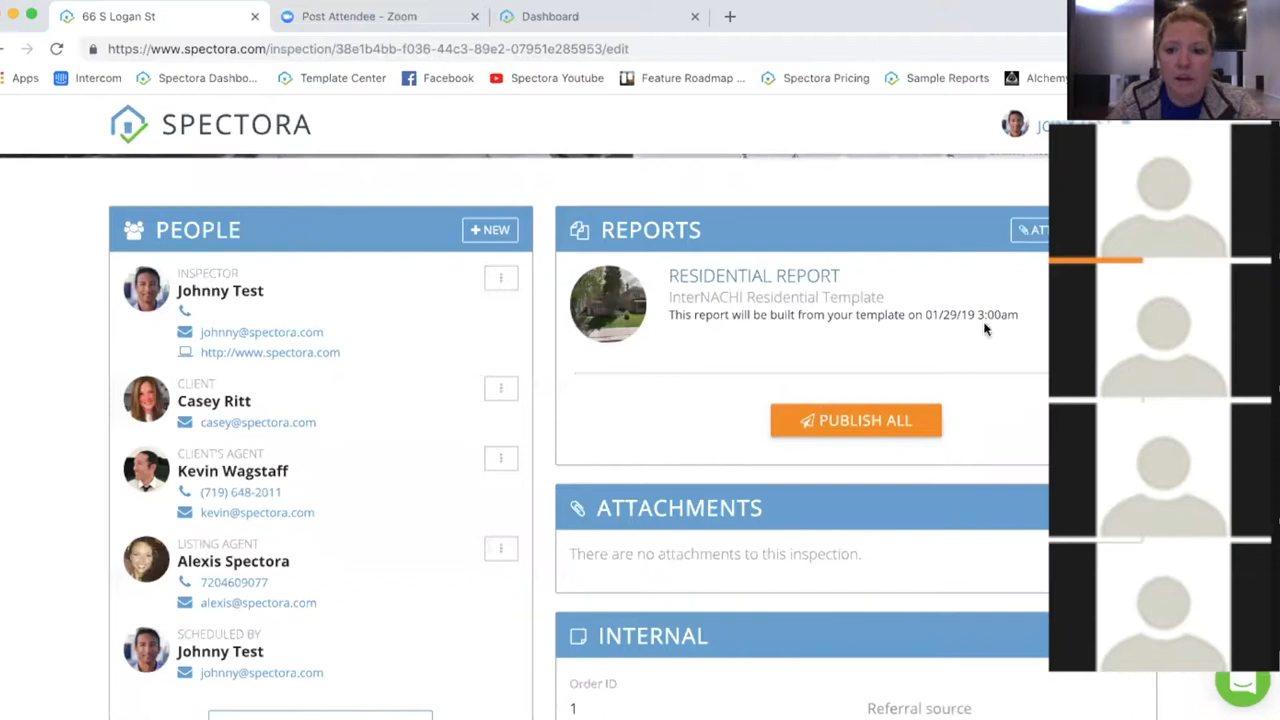 66 S Logan St
Post Attendee - Zoom
Dashboard
https://www.spectora.com/inspection/38e1b4bb-f036-44c3-89e2-07951e285953/edit
Apps
Intercom
Spectora Dashbo...
Template Center
Facebook
Spectora Youtube
Feature Roadmap ...
Spectora Pricing
Sample Reports
Alchemy
SPECTORA
PEOPLE
+ NEW
INSPECTOR
Johnny Test
johnny@spectora.com
http://www.spectora.com
CLIENT
Casey Ritt
casey@spectora.com
CLIENT'S AGENT
Kevin Wagstaff
(719) 648-2011
kevin@spectora.com
LISTING AGENT
Alexis Spectora
7204609077
alexis@spectora.com
SCHEDULED BY
Johnny Test
johnny@spectora.com
REPORTS
RESIDENTIAL REPORT
InterNACHI Residential Template
This report will be built from your template on 01/29/19 3:00am
PUBLISH ALL
ATTACHMENTS
There are no attachments to this inspection.
INTERNAL
Order ID
1
Referral source